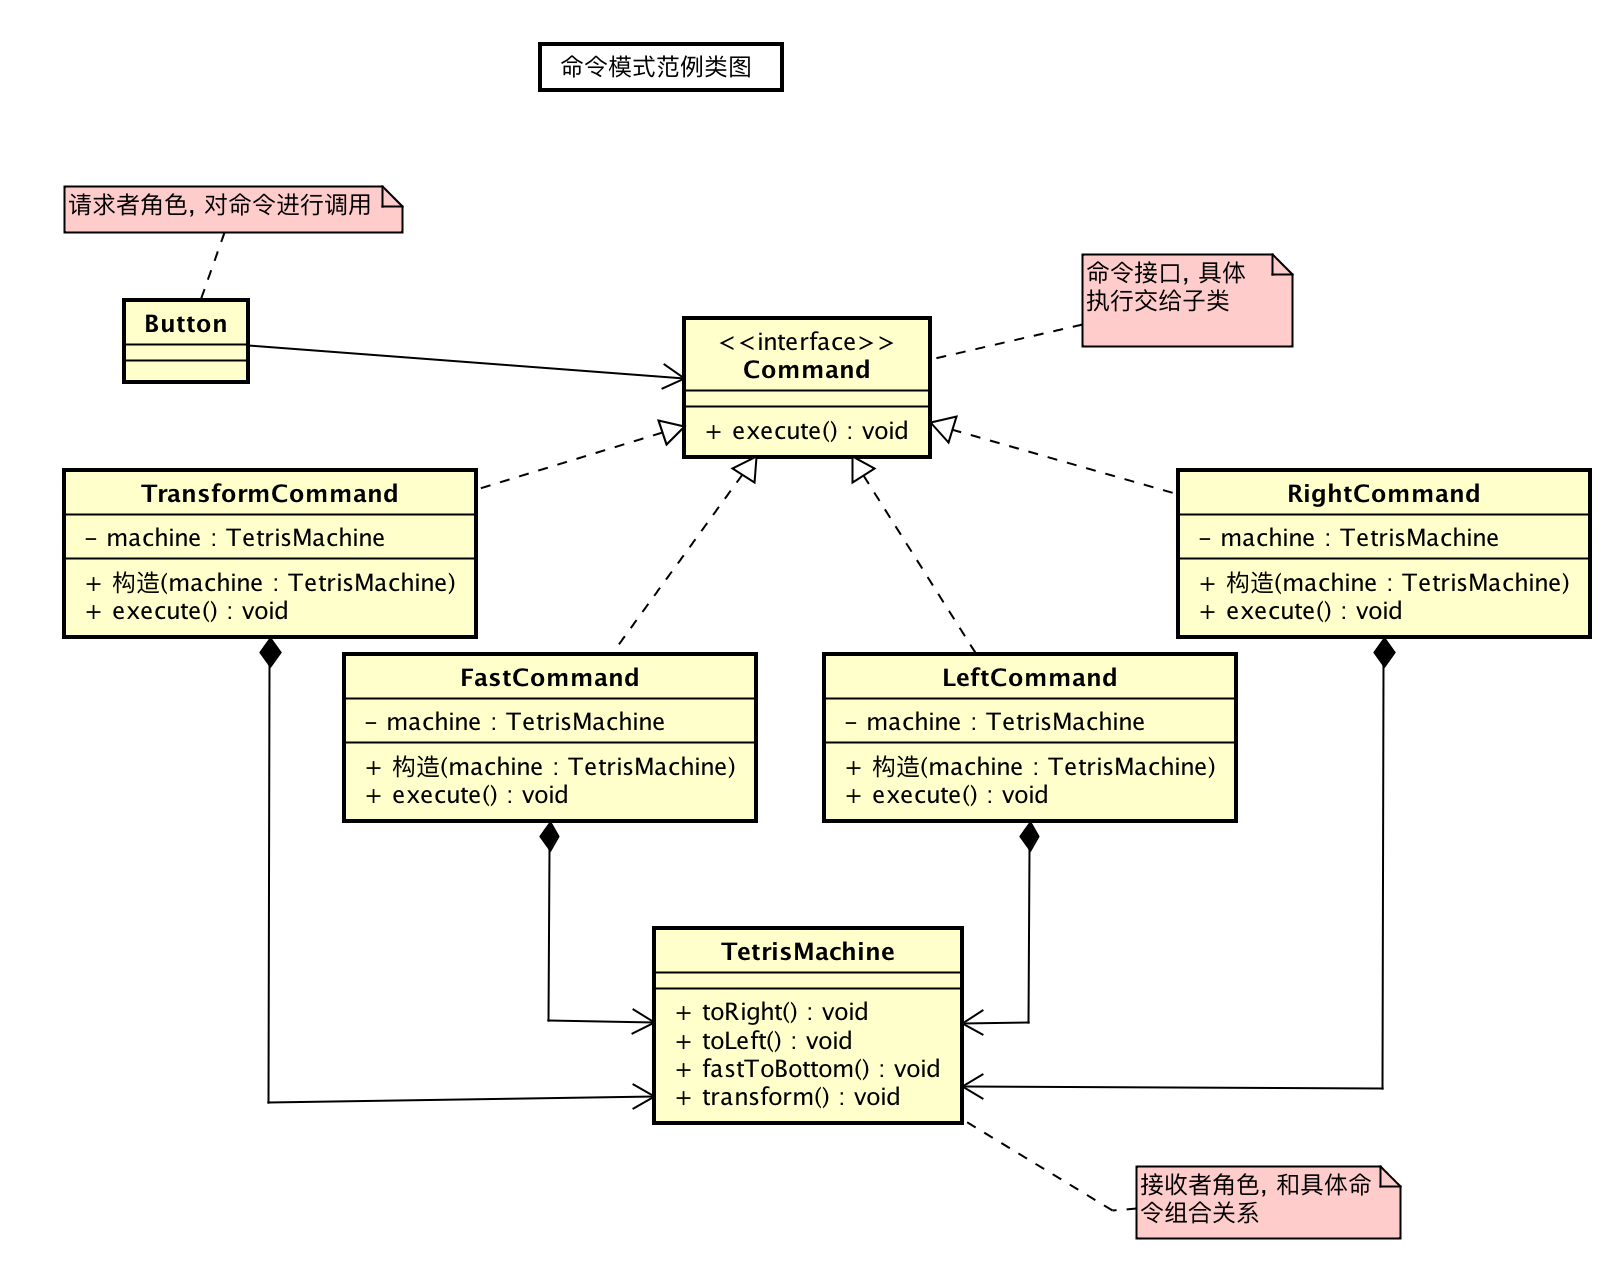 命令模式范例类图
请求者角色, 对命令进行调用
命令接口, 具体
执行交给子类
Button
<<interface>>
Command
+ execute() : void
TransformCommand
- machine : TetrisMachine
+ 构造(machine : TetrisMachine)
+ execute() : void
RightCommand
- machine : TetrisMachine
+ 构造(machine : TetrisMachine)
+ execute() : void
FastCommand
- machine : TetrisMachine
+ 构造(machine : TetrisMachine)
+ execute() : void
LeftCommand
- machine : TetrisMachine
+ 构造(machine : TetrisMachine)
+ execute() : void
TetrisMachine
+ toRight() : void
+ toLeft() : void
+ fastToBottom() : void
+ transform() : void
接收者角色, 和具体命
令组合关系